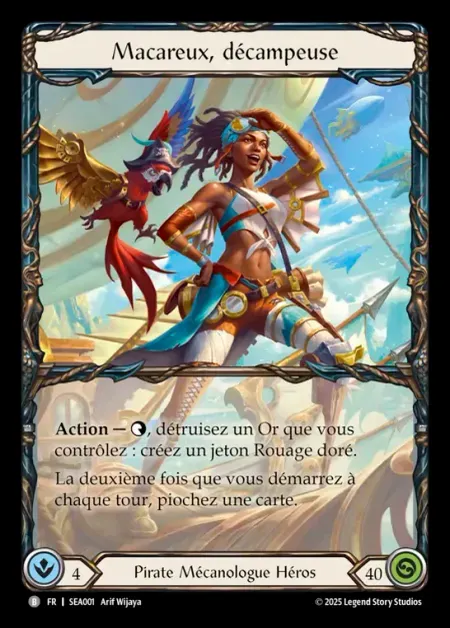 Macareux, décampeuse
Action — , détruisez un Or que vous
contrôlez : créez un jeton Rouage doré.
La deuxième fois que vous démarrez à
chaque tour, piochez une carte.
4
Pirate Mécanologue Héros
40
B FR | SEA001 Arif Wijaya
© 2025 Legend Story Studios